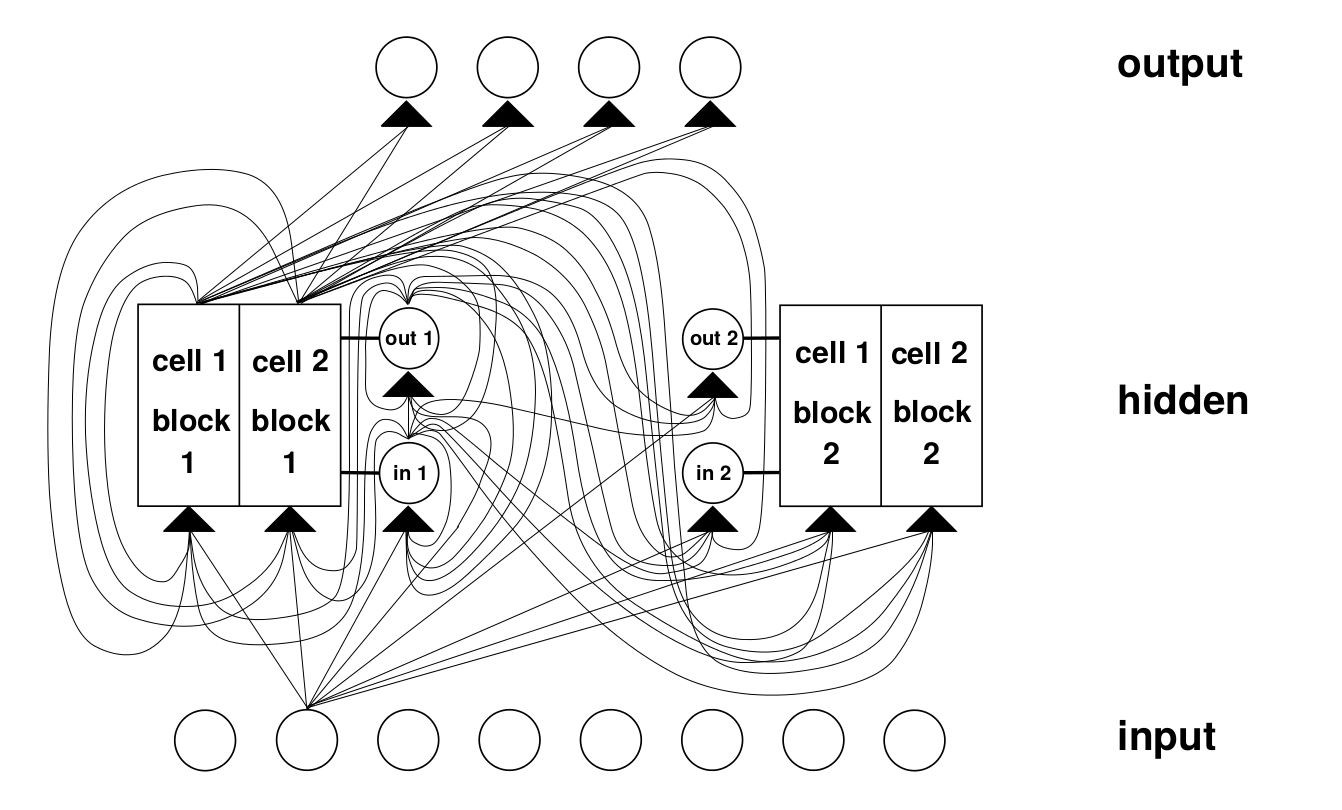 output
cell 1
block
1
cell 2
block
1
out 1
in 1
out 2
in 2
cell 1
block
2
cell 2
block
2
hidden
input